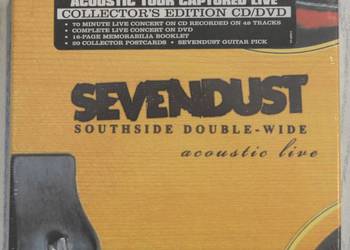 ACOUSTIC TOUR CAPTURED LIVE
COLLECTOR'S EDITION CD/DVD
• 70 MINUTE LIVE CONCERT ON CD RECORDED ON 48 TRACKS
• COMPLETE LIVE CONCERT ON DVD
• 16-PAGE MEMORABILIA BOOKLET
• 20 COLLECTOR POSTCARDS • SEVENDUST GUITAR PICK
SEVENDUST
SOUTHSIDE DOUBLE-WIDE
acoustic live